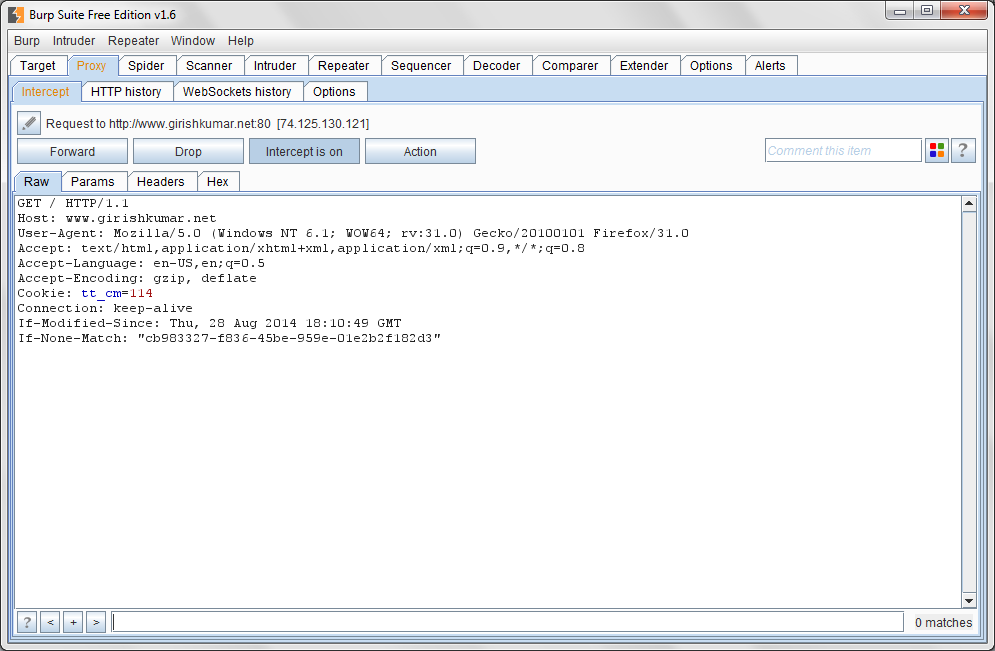 Burp Suite Free Edition v1.6
Burp Intruder Repeater Window Help
Target Proxy Spider Scanner Intruder Repeater Sequencer Decoder Comparer Extender Options Alerts
Intercept HTTP history WebSockets history Options
Request to http://www.girishkumar.net:80 [74.125.130.121]
Forward Drop Intercept is on Action Comment this item ?
Raw Params Headers Hex
GET / HTTP/1.1
Host: www.girishkumar.net
User-Agent: Mozilla/5.0 (Windows NT 6.1; WOW64; rv:31.0) Gecko/20100101 Firefox/31.0
Accept: text/html,application/xhtml+xml,application/xml;q=0.9,*/*;q=0.8
Accept-Language: en-US,en;q=0.5
Accept-Encoding: gzip, deflate
Cookie: tt_cm=114
Connection: keep-alive
If-Modified-Since: Thu, 28 Aug 2014 18:10:49 GMT
If-None-Match: "cb983327-f836-45be-959e-01e2b2f182d3"
? < + > 0 matches